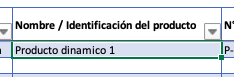 Nombre / Identificación del producto N°
Producto dinamico 1 P-